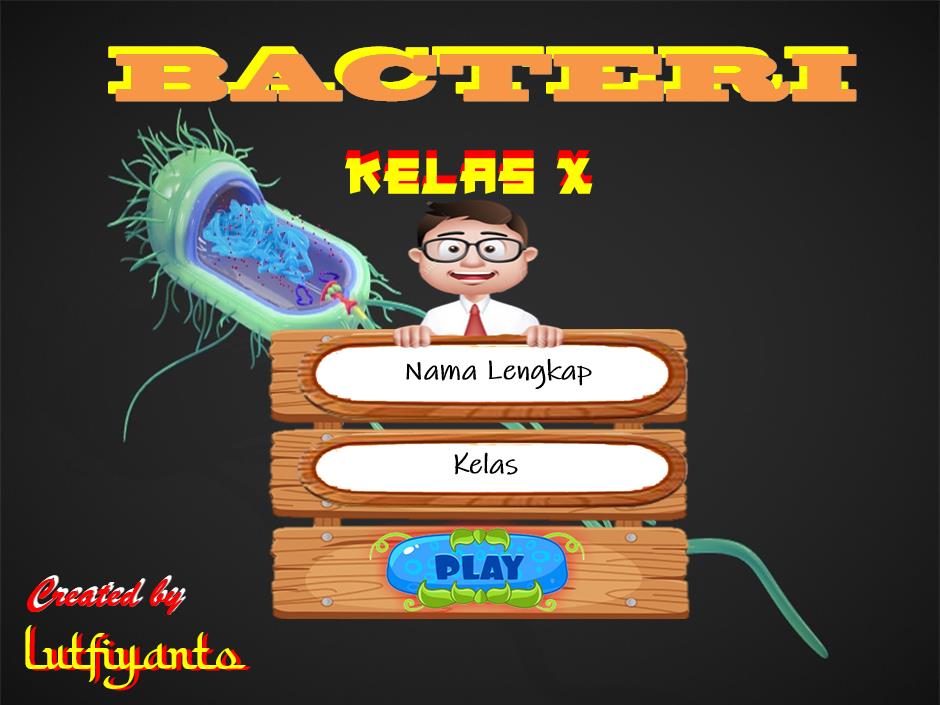 BACTERI
KELAS X
Nama Lengkap
Kelas
PLAY
Created by
Lutfiyanto